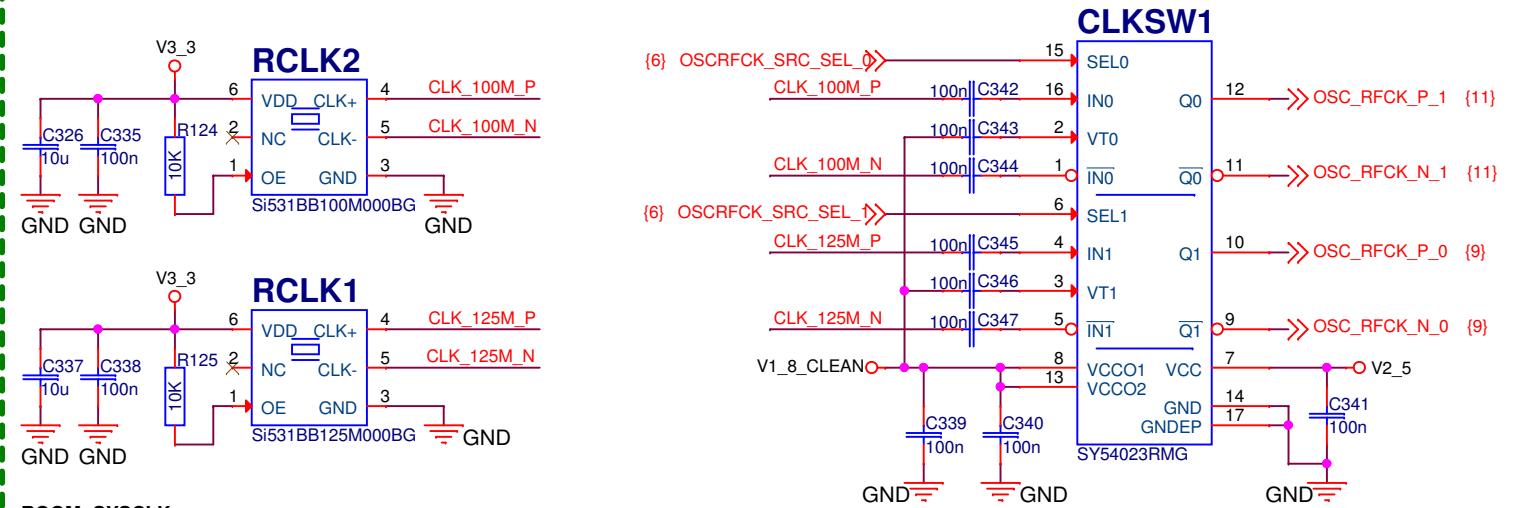 V3_3
RCLK2
6 VDD CLK+ 4 CLK_100M_P
C326 10u
C335 100n
R124 10K
2 NC CLK- 5 CLK_100M_N
1 OE GND 3
Si531BB100M000BG
GND GND GND
V3_3
RCLK1
6 VDD CLK+ 4 CLK_125M_P
C337 10u
C338 100n
R125 10K
2 NC CLK- 5 CLK_125M_N
1 OE GND 3
Si531BB125M000BG
GND GND GND
CLKSW1
{6} OSCRFCK_SRC_SEL_0 15 SEL0
CLK_100M_P 100n C342 16 IN0 Q0 12 OSC_RFCK_P_1 {11}
100n C343 2 VT0
CLK_100M_N 100n C344 1 IN0 Q0 11 OSC_RFCK_N_1 {11}
{6} OSCRFCK_SRC_SEL_1 6 SEL1
CLK_125M_P 100n C345 4 IN1 Q1 10 OSC_RFCK_P_0 {9}
100n C346 3 VT1
CLK_125M_N 100n C347 5 IN1 Q1 9 OSC_RFCK_N_0 {9}
V1_8_CLEAN 8 VCCO1 VCC 7 V2_5
13 VCCO2
GND 14
GNDEP 17
C339 100n
C340 100n
C341 100n
SY54023RMG
GND GND GND